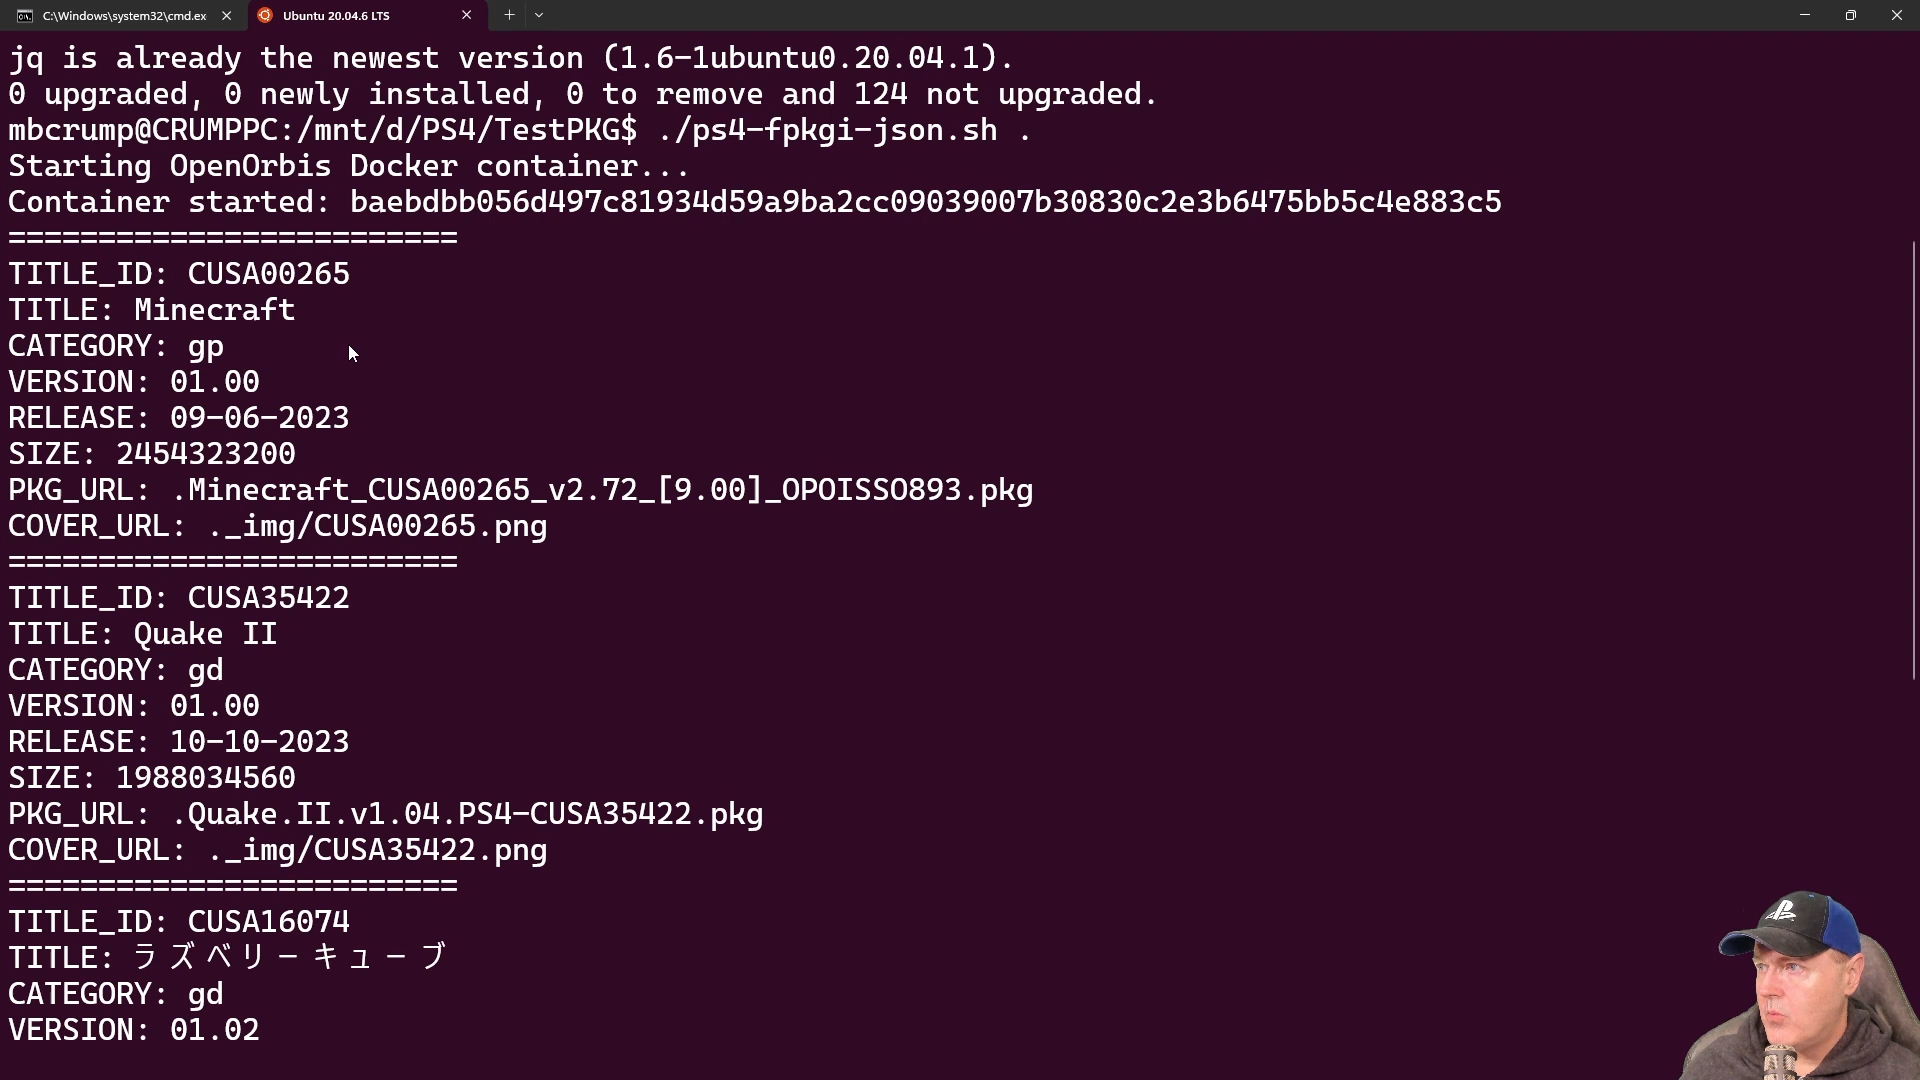 C:\Windows\system32\cmd.ex
Ubuntu 20.04.6 LTS
jq is already the newest version (1.6-1ubuntu0.20.04.1).
0 upgraded, 0 newly installed, 0 to remove and 124 not upgraded.
mbcrump@CRUMPPC:/mnt/d/PS4/TestPKG$ ./ps4-fpkgi-json.sh .
Starting OpenOrbis Docker container...
Container started: baebdbb056d497c81934d59a9ba2cc09039007b30830c2e3b6475bb5c4e883c5
=========================
TITLE_ID: CUSA00265
TITLE: Minecraft
CATEGORY: gp
VERSION: 01.00
RELEASE: 09-06-2023
SIZE: 2454323200
PKG_URL: .Minecraft_CUSA00265_v2.72_[9.00]_OPOISSO893.pkg
COVER_URL: ._img/CUSA00265.png
=========================
TITLE_ID: CUSA35422
TITLE: Quake II
CATEGORY: gd
VERSION: 01.00
RELEASE: 10-10-2023
SIZE: 1988034560
PKG_URL: .Quake.II.v1.04.PS4-CUSA35422.pkg
COVER_URL: ._img/CUSA35422.png
=========================
TITLE_ID: CUSA16074
TITLE: ラズベリーキューブ
CATEGORY: gd
VERSION: 01.02